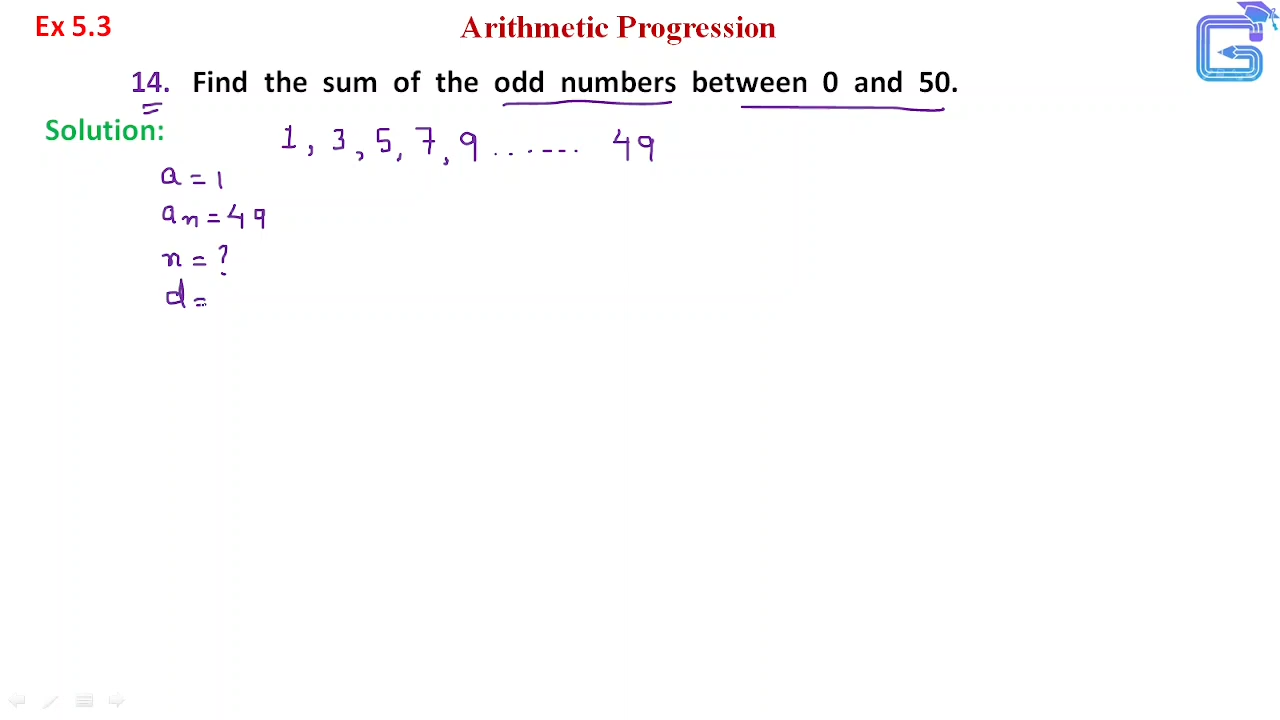 Ex 5.3
Arithmetic Progression
14. Find the sum of the odd numbers between 0 and 50.
Solution:
1, 3, 5, 7, 9 ....... 49
a = 1
an = 49
n = ?
d =